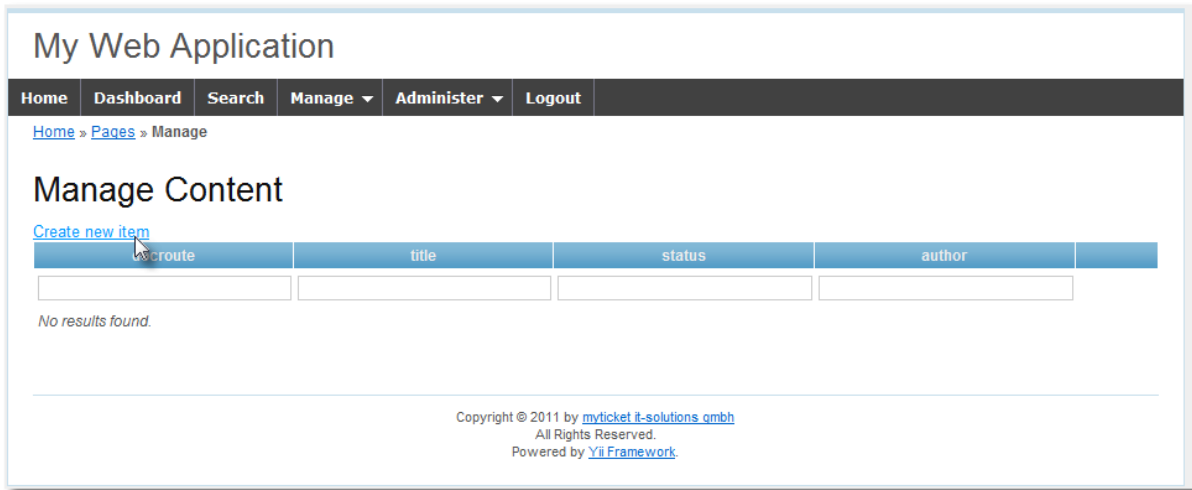 My Web Application
Home Dashboard Search Manage Administer Logout
Home » Pages » Manage
Manage Content
Create new item
title status author
No results found.
Copyright © 2011 by myticket it-solutions gmbh
All Rights Reserved.
Powered by Yii Framework.